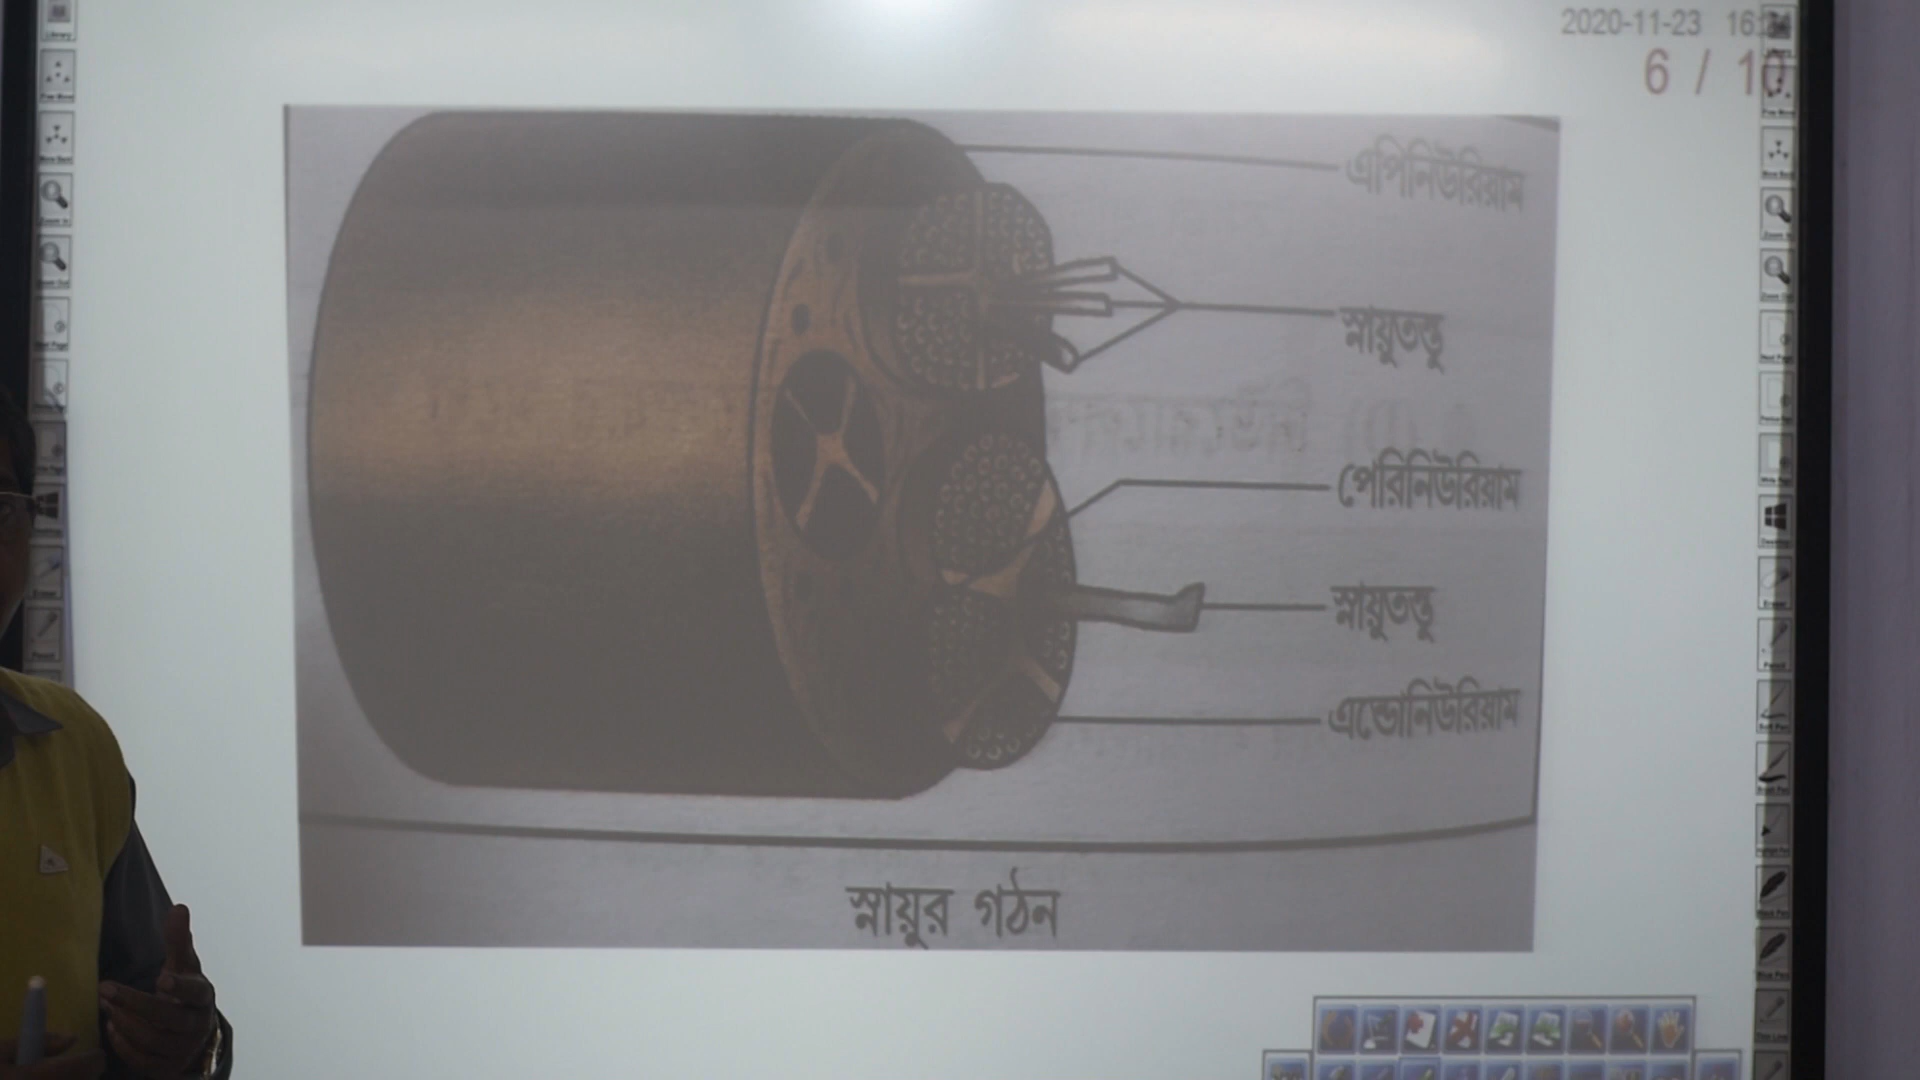 2020-11-23
6 / 10
এপিনিউরিয়াম
স্নায়ুতন্তু
পেরিনিউরিয়াম
স্নায়ুতন্তু
এন্ডোনিউরিয়াম
স্নায়ুর গঠন